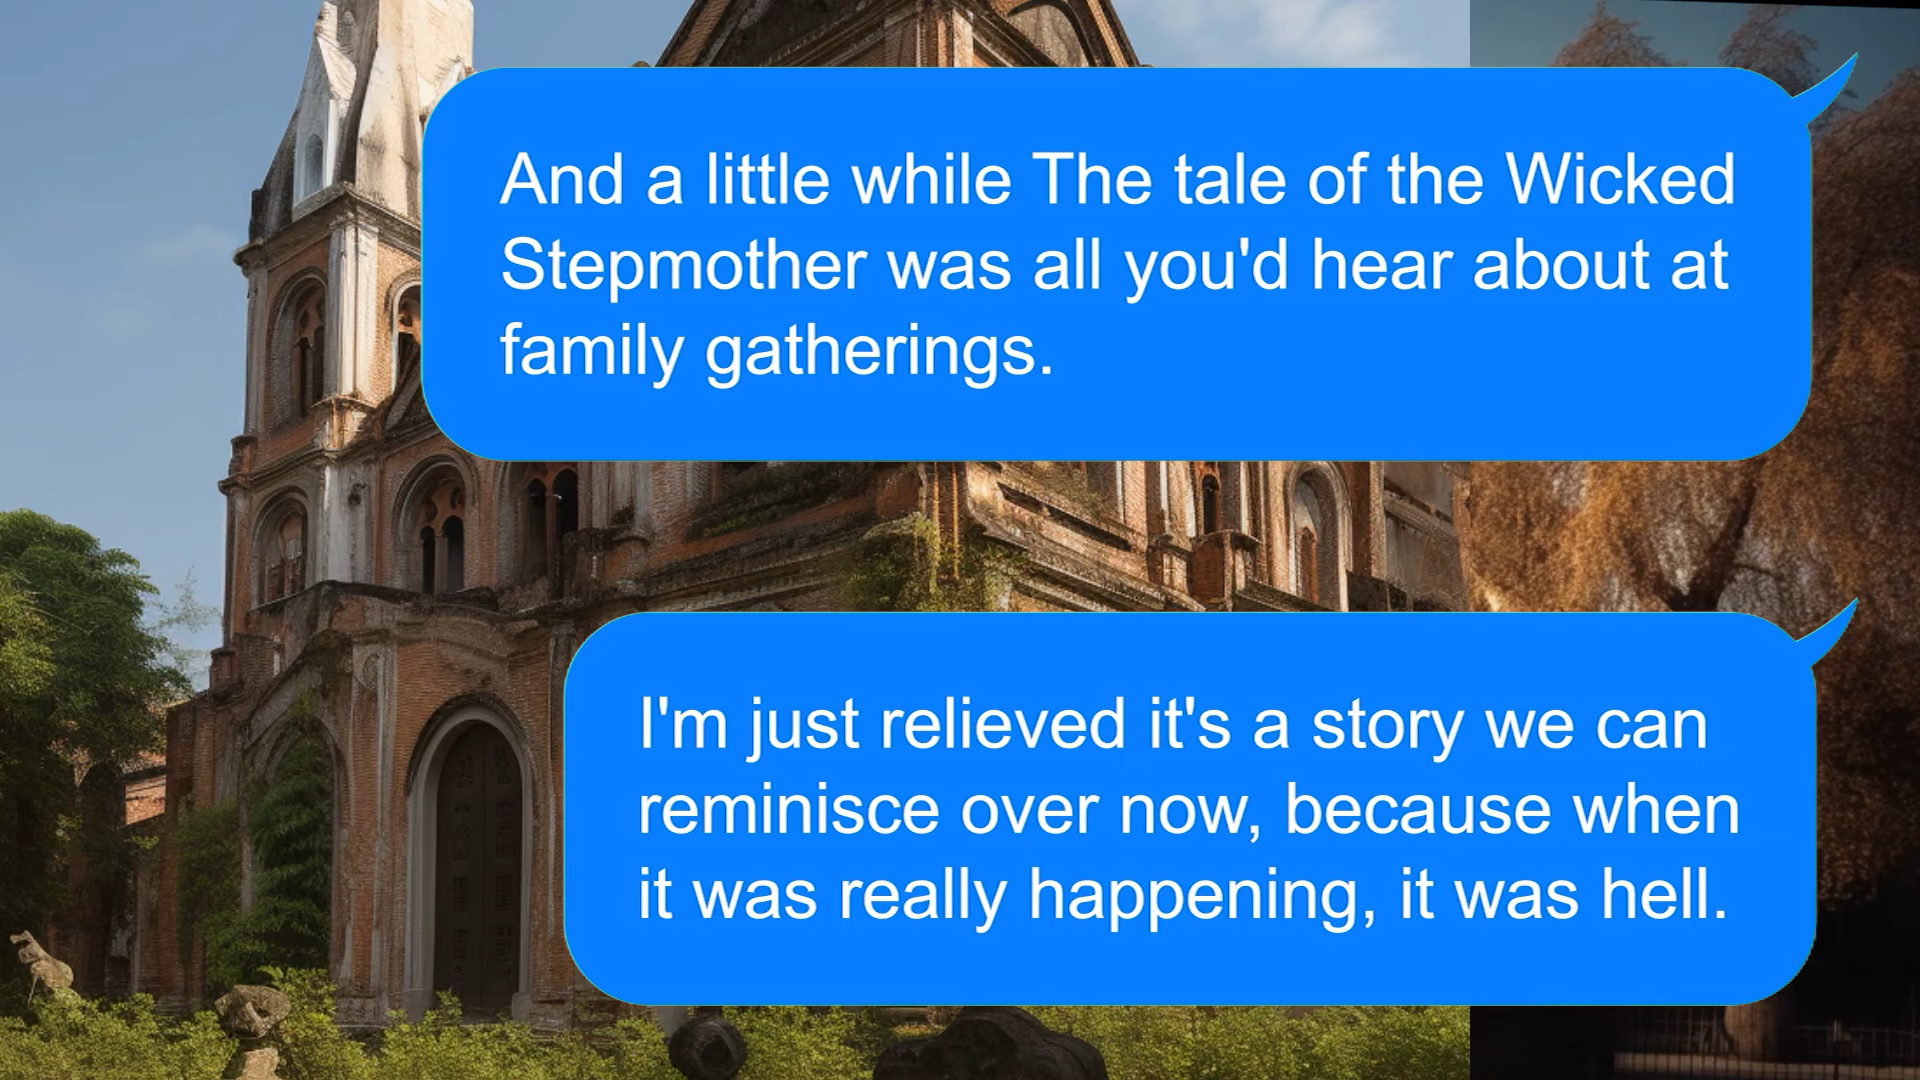 And a little while The tale of the Wicked
Stepmother was all you'd hear about at
family gatherings.
I'm just relieved it's a story we can
reminisce over now, because when
it was really happening, it was hell.